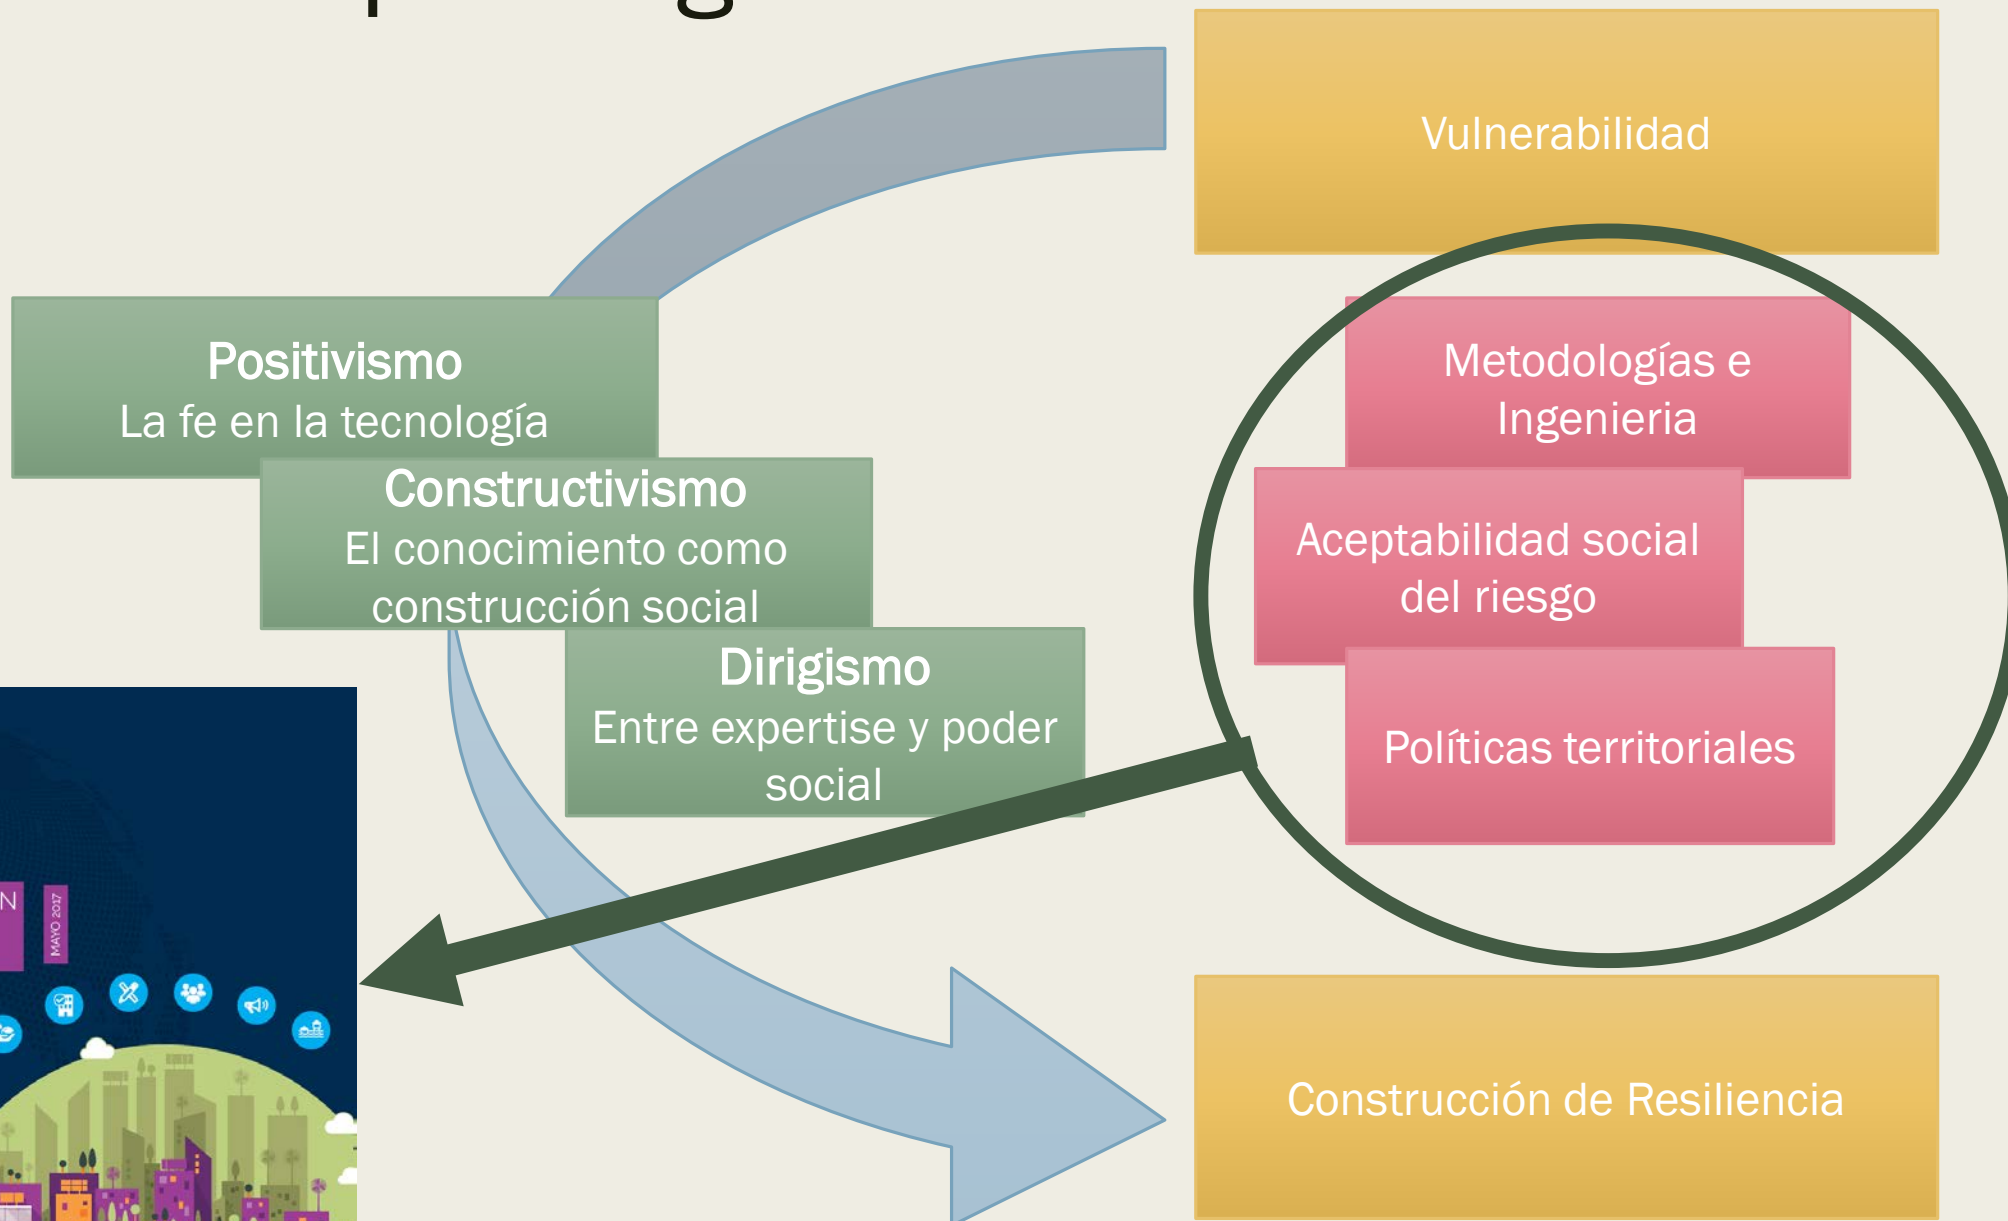 Vulnerabilidad
Positivismo
La fe en la tecnología
Constructivismo
El conocimiento como
construcción social
Dirigismo
Entre expertise y poder
social
Metodologías e
Ingenieria
Aceptabilidad social
del riesgo
Políticas territoriales
MAYO 2017
Construcción de Resiliencia